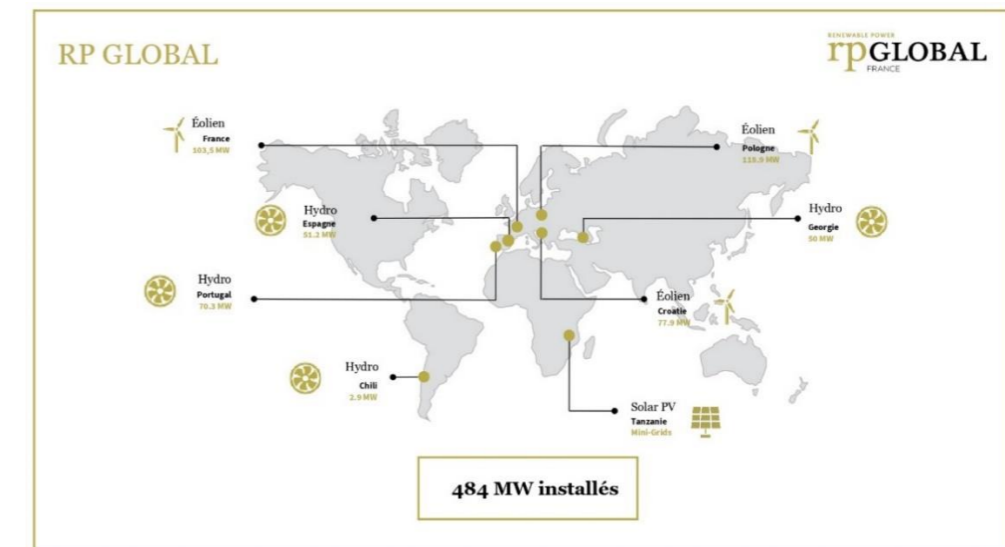 RP GLOBAL
RENEWABLE POWER
rpGLOBAL
FRANCE
Éolien
France
103,5 MW
Éolien
Pologne
118.9 MW
Hydro
Espagne
51.2 MW
Hydro
Georgie
50 MW
Hydro
Portugal
70.3 MW
Éolien
Croatie
77.9 MW
Hydro
Chili
2.9 MW
Solar PV
Tanzanie
Mini-Grids
484 MW installés